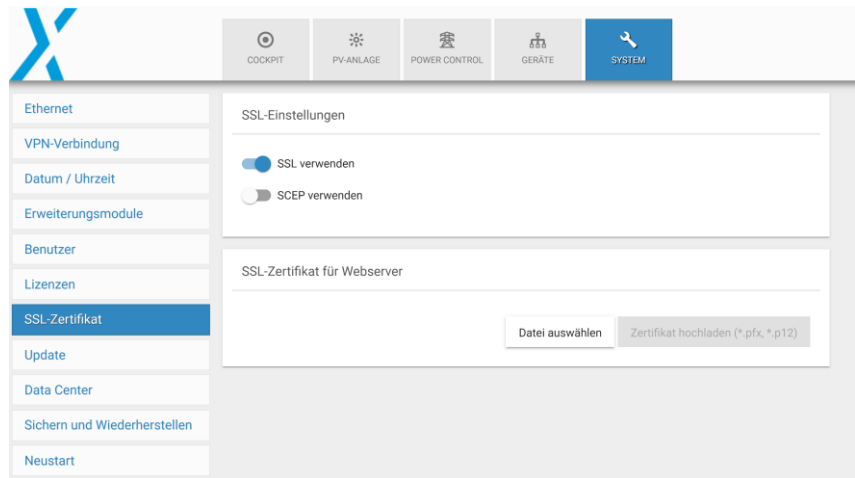 COCKPIT
PV-ANLAGE
POWER CONTROL
GERÄTE
SYSTEM
Ethernet
VPN-Verbindung
Datum / Uhrzeit
Erweiterungsmodule
Benutzer
Lizenzen
SSL-Zertifikat
Update
Data Center
Sichern und Wiederherstellen
Neustart
SSL-Einstellungen
SSL verwenden
SCEP verwenden
SSL-Zertifikat für Webserver
Datei auswählen
Zertifikat hochladen (*.pfx, *.p12)